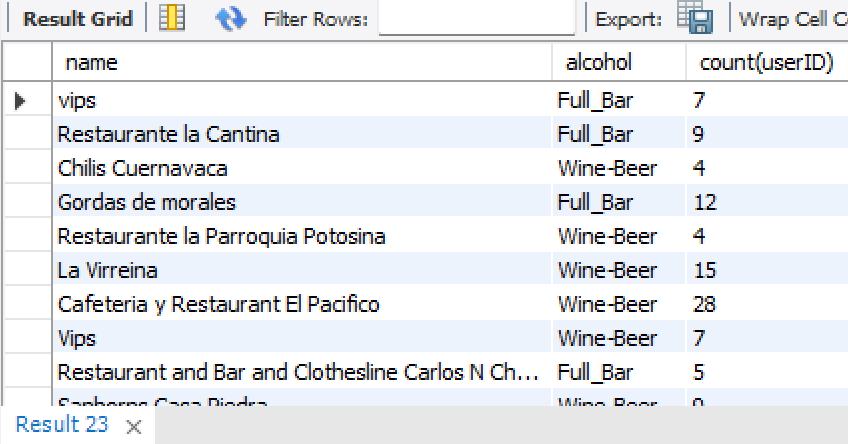 Result Grid Filter Rows: Export: Wrap Cell C
name alcohol count(userID)
vips Full_Bar 7
Restaurante la Cantina Full_Bar 9
Chilis Cuernavaca Wine-Beer 4
Gordas de morales Full_Bar 12
Restaurante la Parroquia Potosina Wine-Beer 4
La Virreina Wine-Beer 15
Cafeteria y Restaurant El Pacifico Wine-Beer 28
Vips Wine-Beer 7
Restaurant and Bar and Clothesline Carlos N Ch... Full_Bar 5
Sanborns Casa Piedra Wine-Beer
Result 23